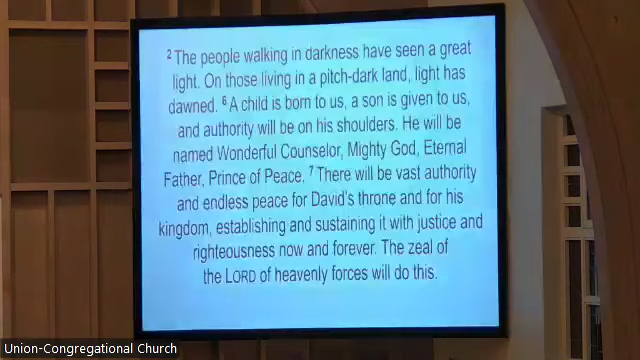 ² The people walking in darkness have seen a great
light. On those living in a pitch-dark land, light has
dawned. ⁶ A child is born to us, a son is given to us,
and authority will be on his shoulders. He will be
named Wonderful Counselor, Mighty God, Eternal
Father, Prince of Peace. ⁷ There will be vast authority
and endless peace for David's throne and for his
kingdom, establishing and sustaining it with justice and
righteousness now and forever. The zeal of
the LORD of heavenly forces will do this.
Union-Congregational Church